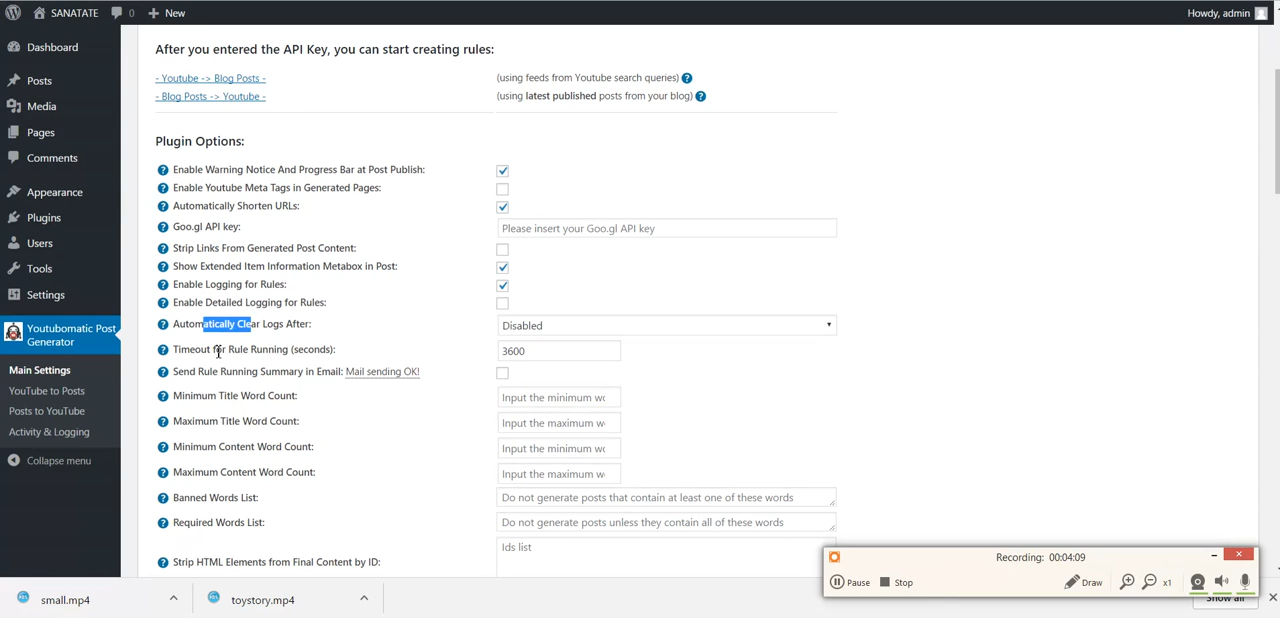 SANATATE 0 + New Howdy, admin
Dashboard
Posts
Media
Pages
Comments
Appearance
Plugins
Users
Tools
Settings
Youtubomatic Post
Generator
Main Settings
YouTube to Posts
Posts to YouTube
Activity & Logging
Collapse menu
After you entered the API Key, you can start creating rules:
- Youtube -> Blog Posts - (using feeds from Youtube search queries) ?
- Blog Posts -> Youtube - (using latest published posts from your blog) ?
Plugin Options:
? Enable Warning Notice And Progress Bar at Post Publish:
? Enable Youtube Meta Tags in Generated Pages:
? Automatically Shorten URLs:
? Goo.gl API key: Please insert your Goo.gl API key
? Strip Links From Generated Post Content:
? Show Extended Item Information Metabox in Post:
? Enable Logging for Rules:
? Enable Detailed Logging for Rules:
? Automatically Clear Logs After: Disabled
? Timeout for Rule Running (seconds): 3600
? Send Rule Running Summary in Email: Mail sending OK!
? Minimum Title Word Count: Input the minimum wo
? Maximum Title Word Count: Input the maximum w
? Minimum Content Word Count: Input the minimum wo
? Maximum Content Word Count: Input the maximum w
? Banned Words List: Do not generate posts that contain at least one of these words
? Required Words List: Do not generate posts unless they contain all of these words
? Strip HTML Elements from Final Content by ID: Ids list
Recording: 00:04:09
Pause Stop Draw x1
small.mp4 toystory.mp4 Show all